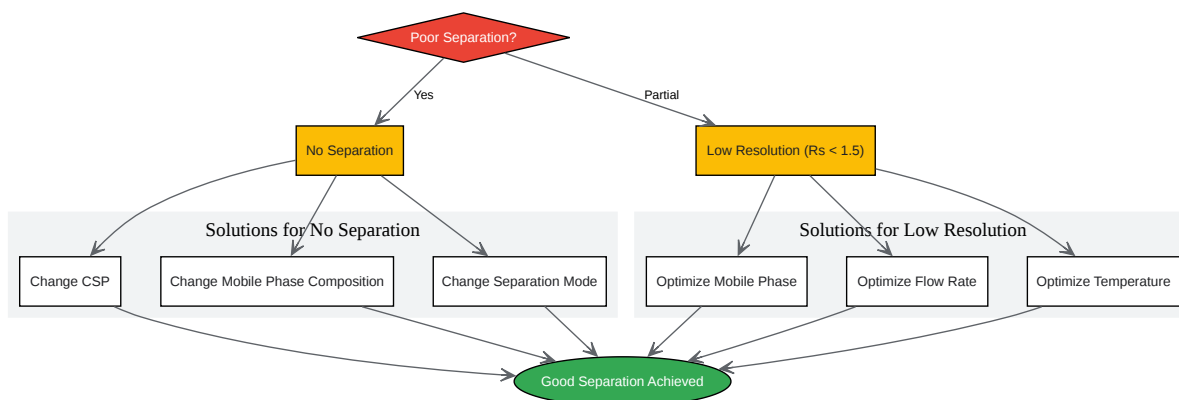 Poor Separation?
Yes
Partial
No Separation
Low Resolution (Rs < 1.5)
Solutions for No Separation
Solutions for Low Resolution
Change CSP
Change Mobile Phase Composition
Change Separation Mode
Optimize Mobile Phase
Optimize Flow Rate
Optimize Temperature
Good Separation Achieved